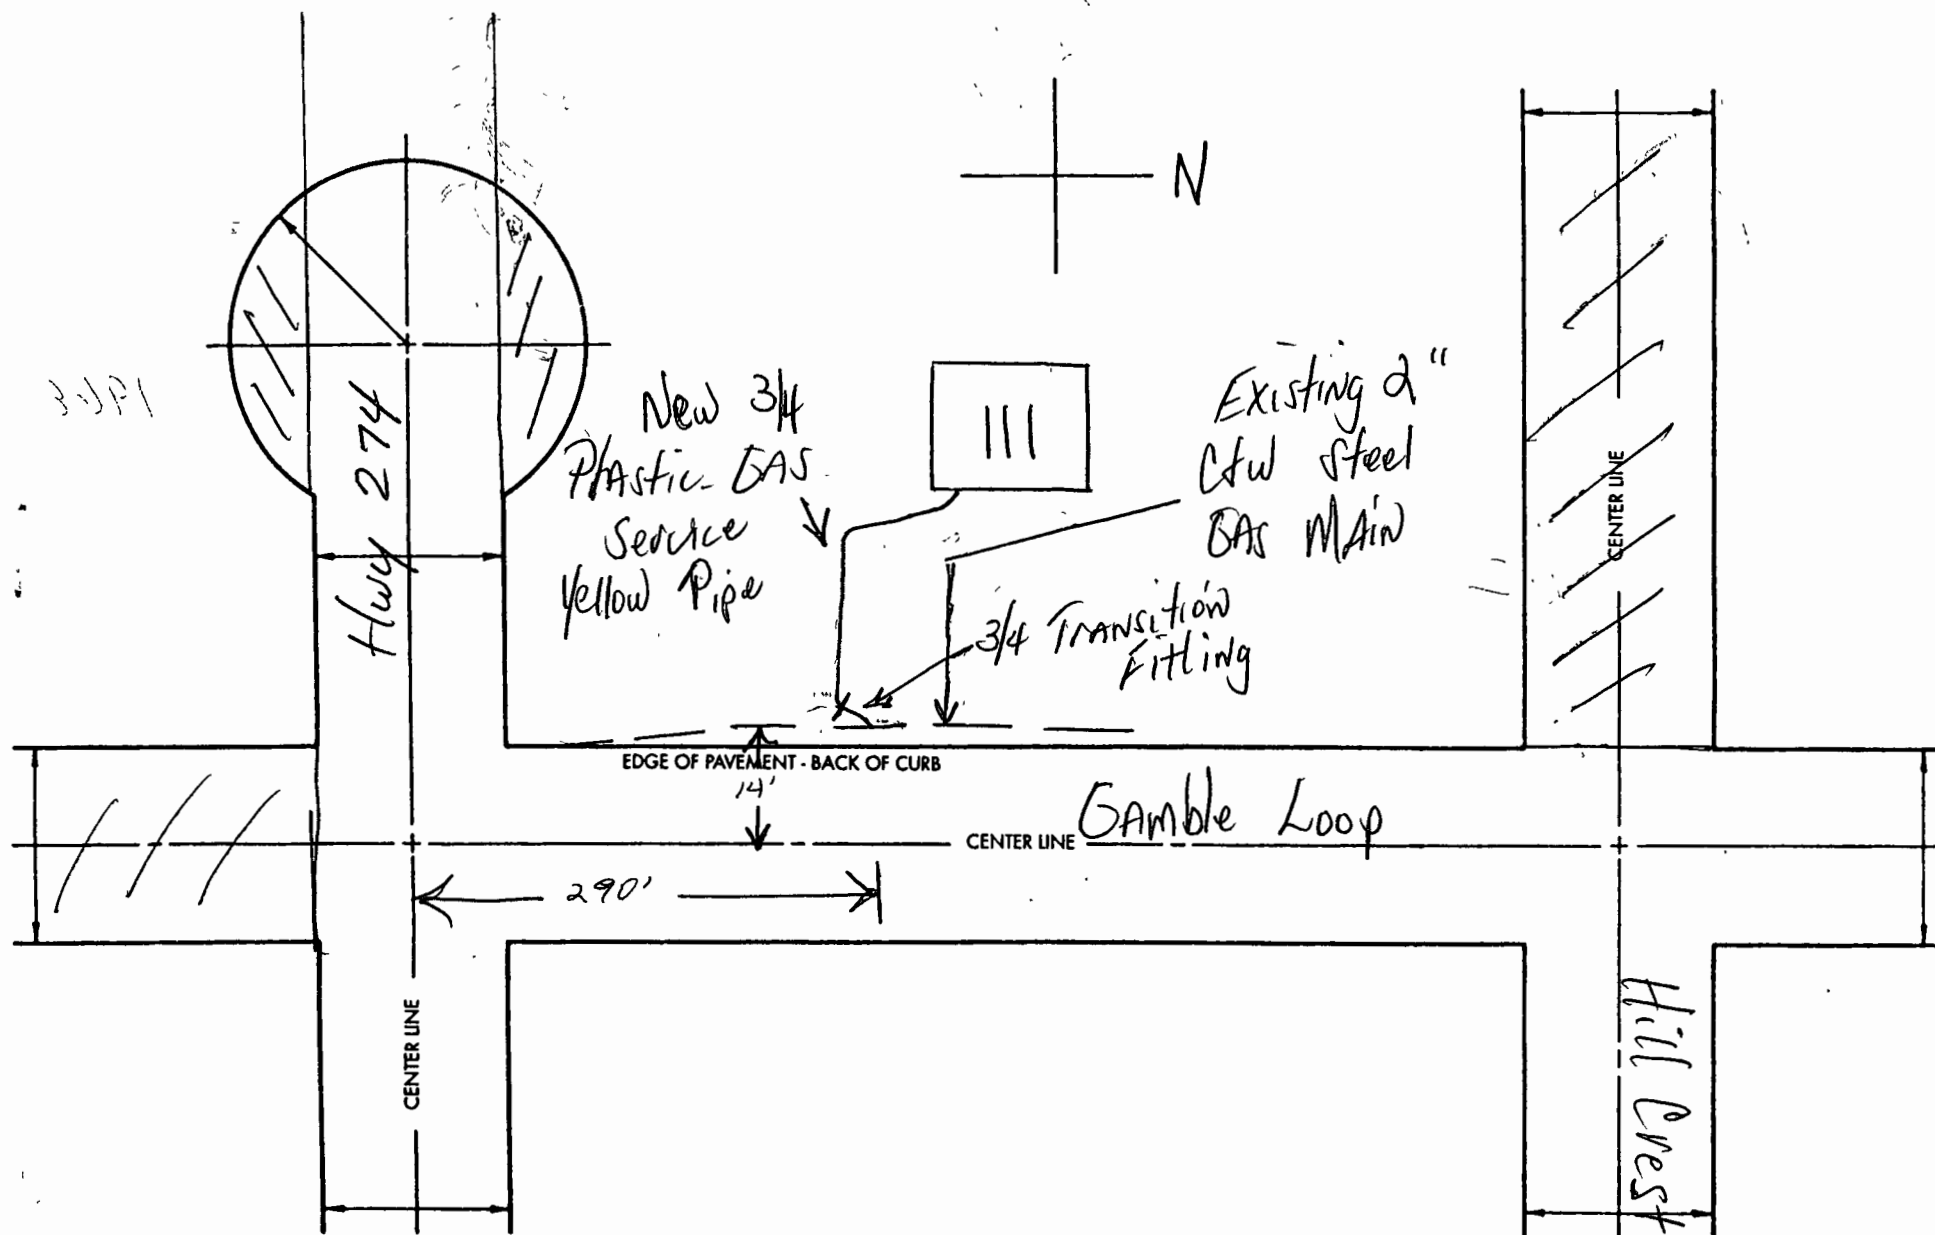 N
New 3/4
Plastic GAS
Service
Yellow Pipe
111
Existing 2"
C&W Steel
GAS MAin
3/4 TRANSition
Fitting
Hwy 274
CENTER LINE
EDGE OF PAVEMENT - BACK OF CURB
14'
CENTER LINE
GAmble Loop
290'
CENTER LINE
Hill Crest